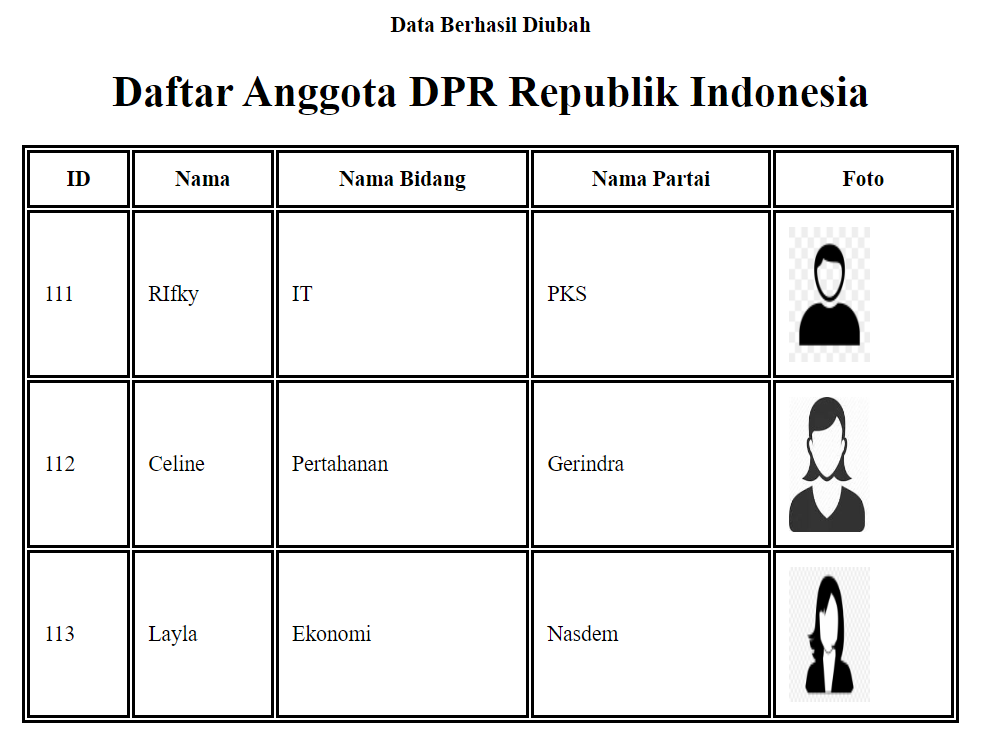 Data Berhasil Diubah
Daftar Anggota DPR Republik Indonesia
ID Nama Nama Bidang Nama Partai Foto
111 RIfky IT PKS
112 Celine Pertahanan Gerindra
113 Layla Ekonomi Nasdem